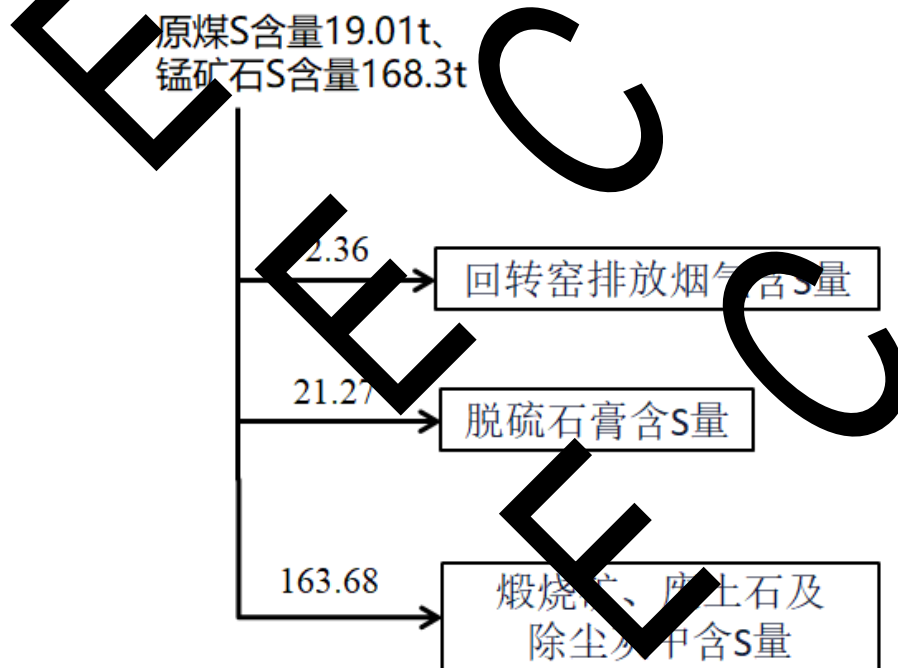 原煤S含量19.01t、
锰矿石S含量168.3t
2.36
回转窑排放烟气含S量
21.27
脱硫石膏含S量
163.68
煅烧矿、废土石及
除尘灰中含S量
E
C
E
C
E